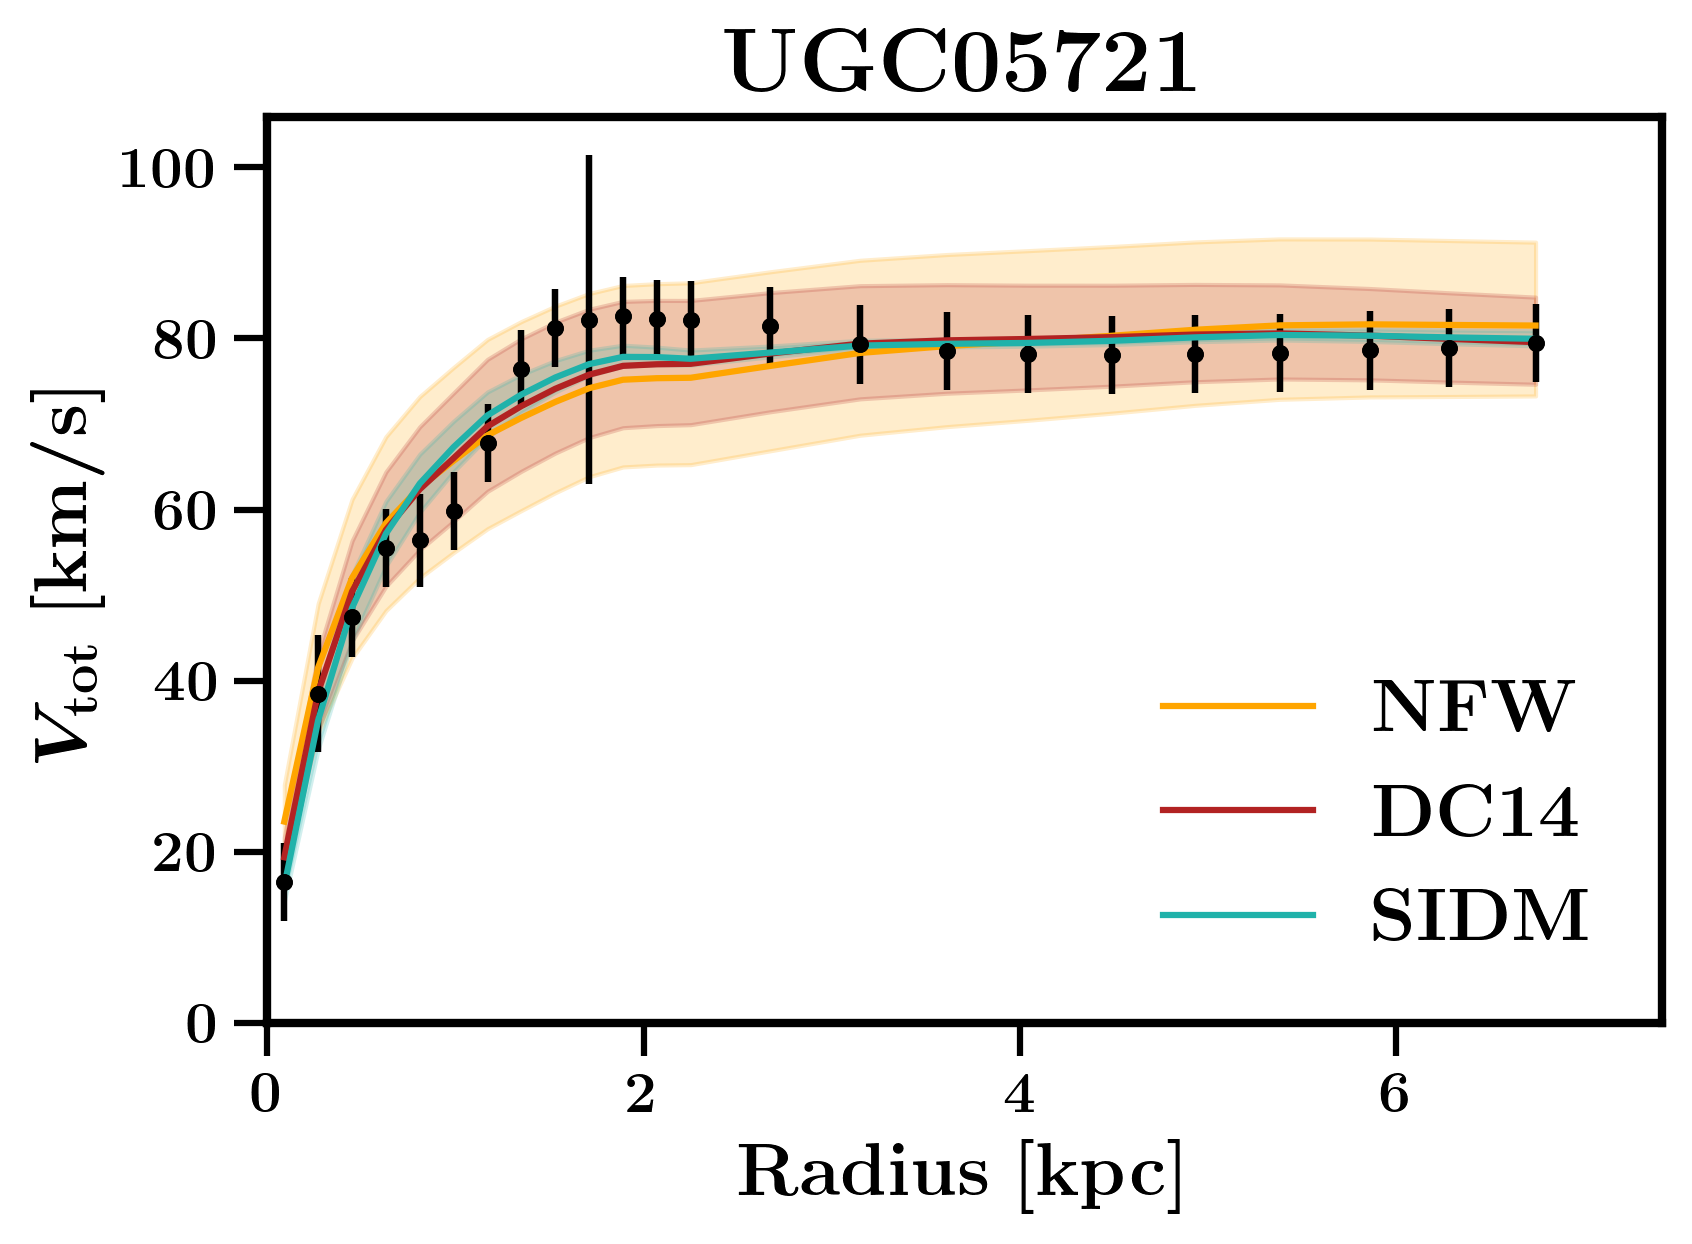 UGC05721
100
80
60
40
20
0
V_tot [km/s]
NFW
DC14
SIDM
0 2 4 6
Radius [kpc]